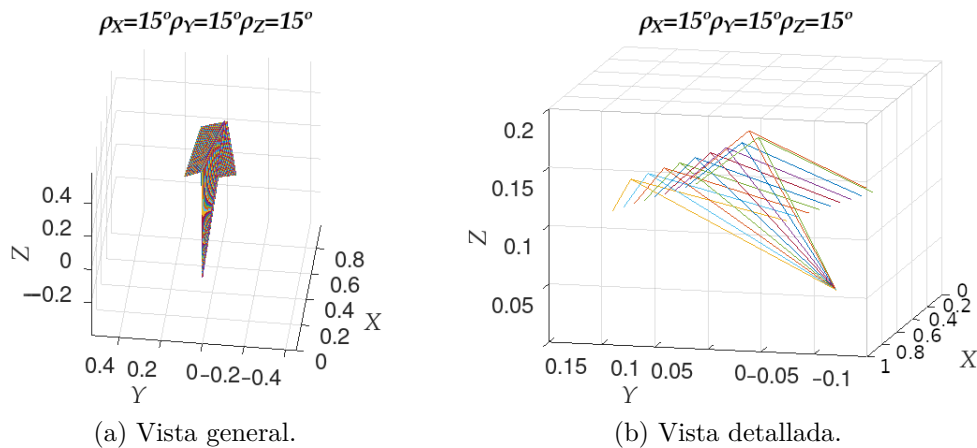 ρX=15ºρY=15ºρZ=15º
0.4
0.2
0
−0.2
Z
0.4 0.2 0 −0.2 −0.4
Y
0.8
0.6
0.4
0.2
0
X
(a) Vista general.
ρX=15ºρY=15ºρZ=15º
0.2
0.15
0.1
0.05
Z
0.15 0.1 0.05 0 −0.05 −0.1
Y
0
0.2
0.4
0.6
0.8
1
X
(b) Vista detallada.